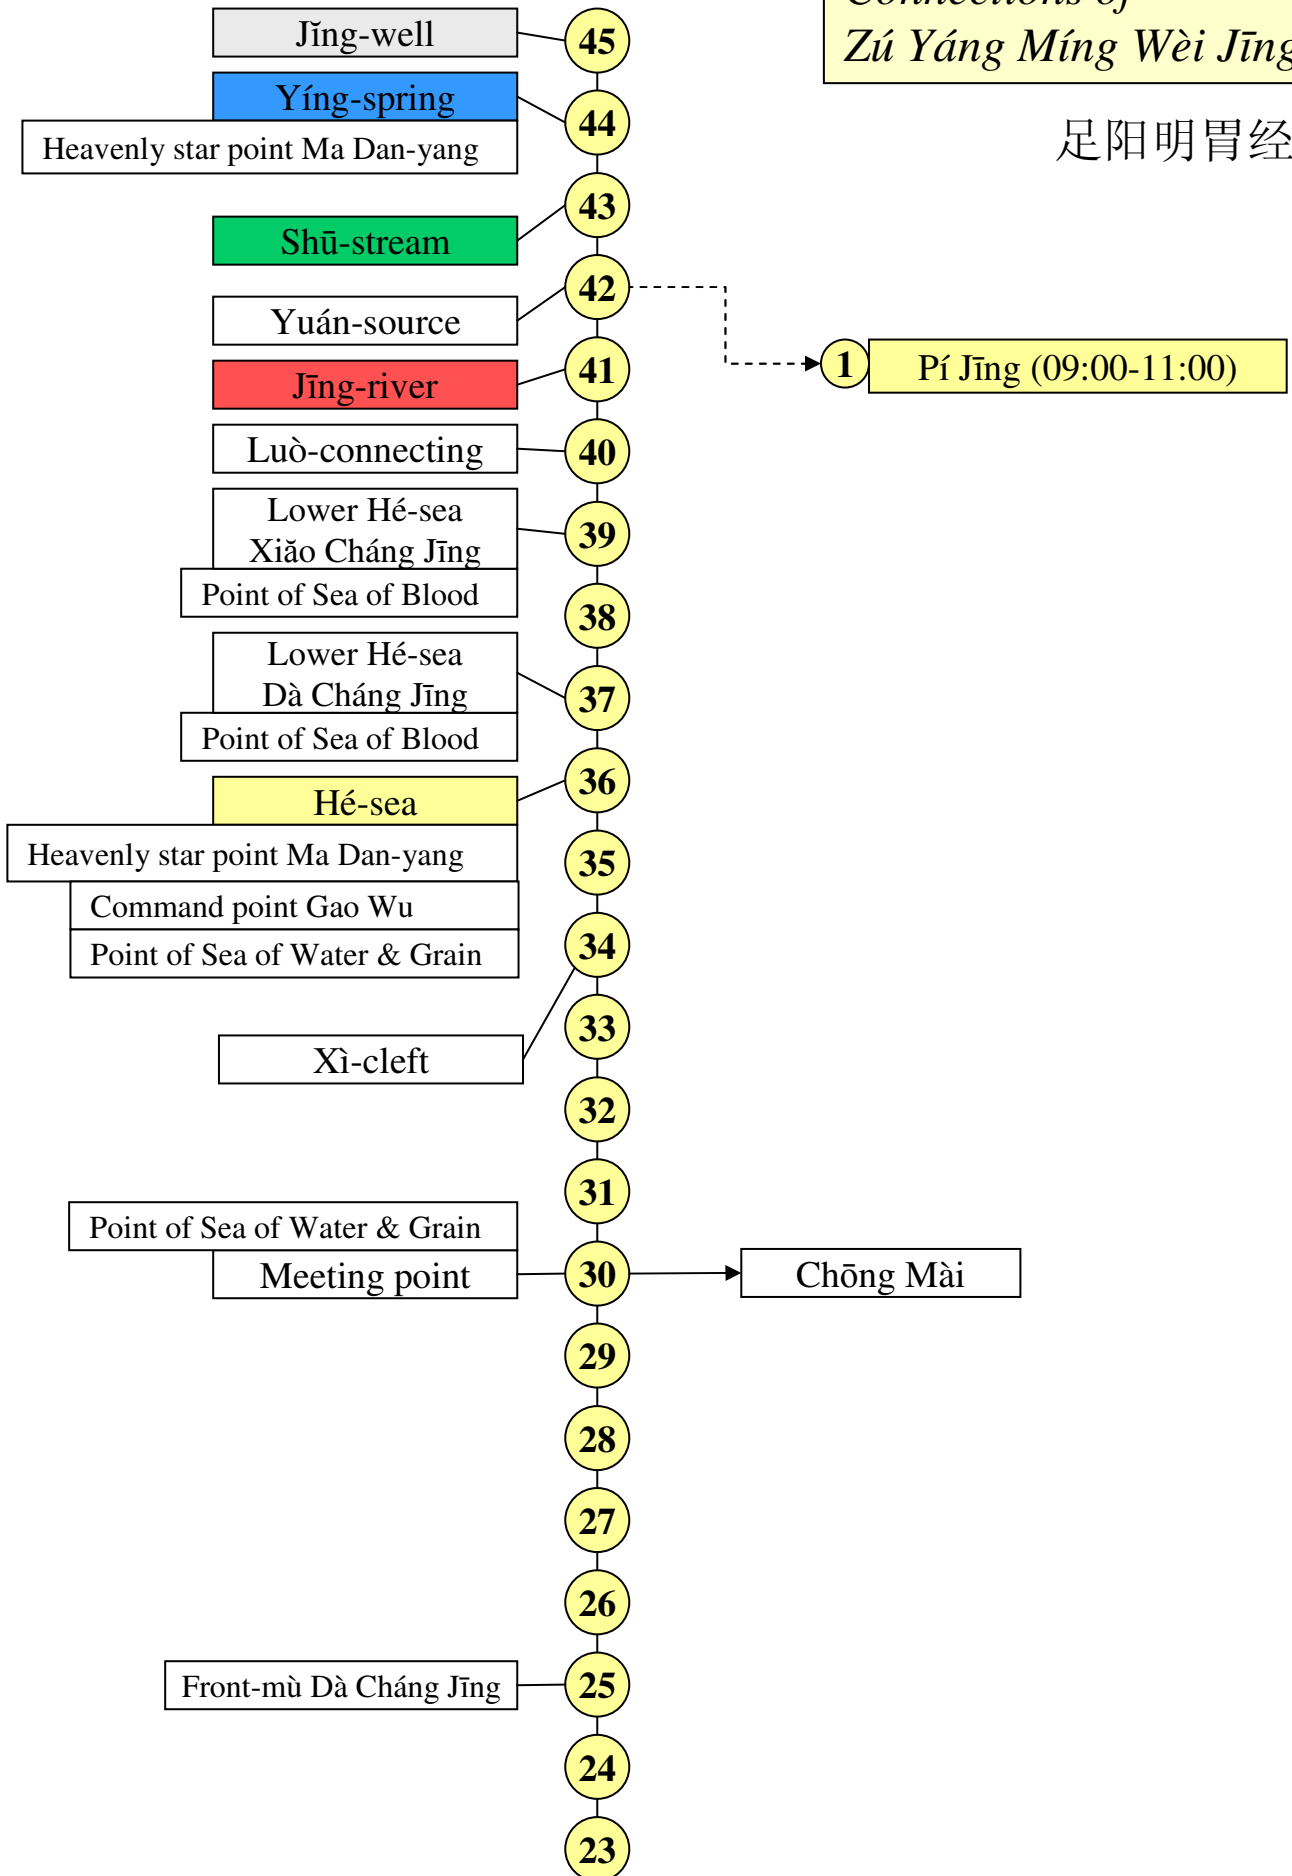 Connections of
Zú Yáng Míng Wèi Jīng
足阳明胃经
Jǐng-well
45
Yíng-spring
44
Heavenly star point Ma Dan-yang
43
Shū-stream
42
Yuán-source
41
1
Pí Jīng (09:00-11:00)
Jīng-river
40
Luò-connecting
39
Lower Hé-sea
Xiǎo Cháng Jīng
Point of Sea of Blood
38
Lower Hé-sea
Dà Cháng Jīng
37
Point of Sea of Blood
36
Hé-sea
Heavenly star point Ma Dan-yang
35
Command point Gao Wu
34
Point of Sea of Water & Grain
33
Xì-cleft
32
31
Point of Sea of Water & Grain
Meeting point
30
Chōng Mài
29
28
27
26
Front-mù Dà Cháng Jīng
25
24
23